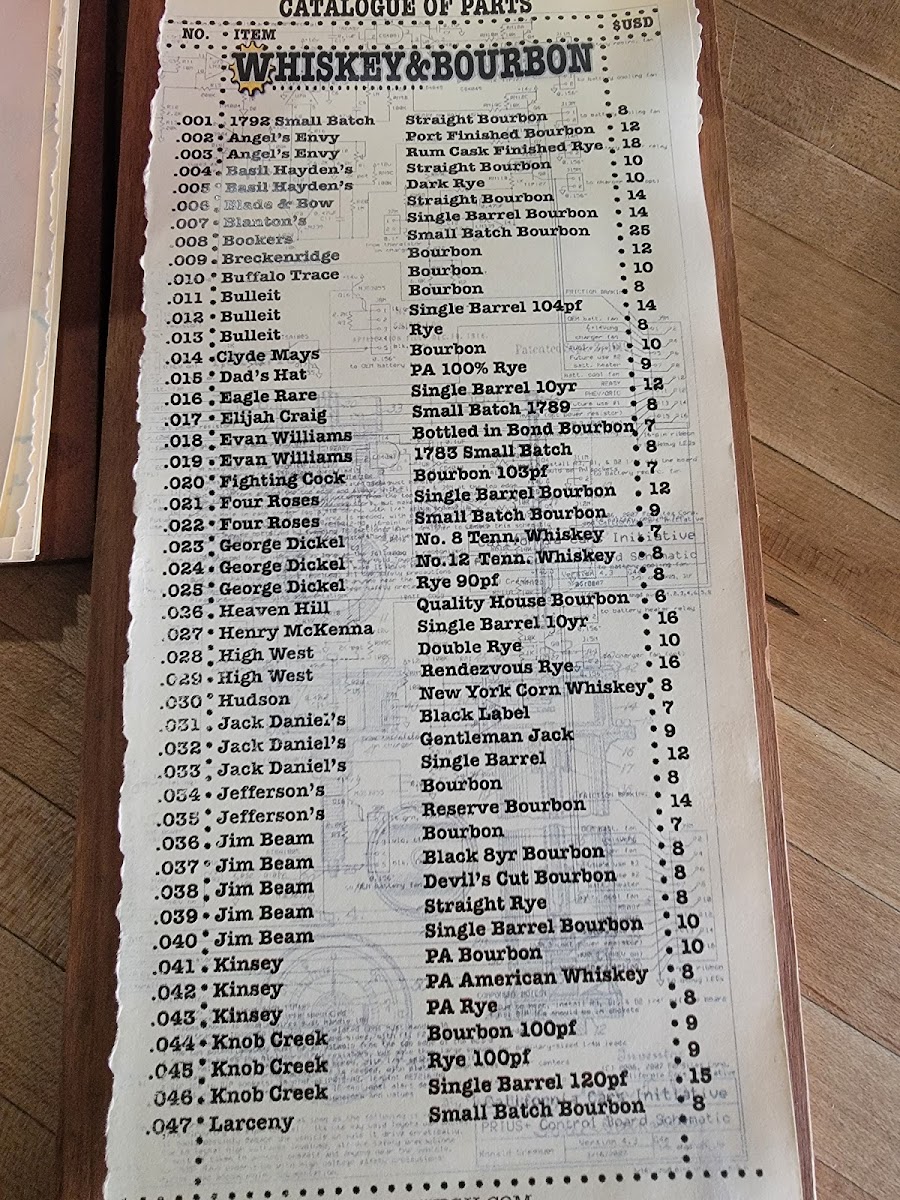 CATALOGUE OF PARTS
NO. ITEM $USD
WHISKEY&BOURBON
.001 1792 Small Batch Straight Bourbon 8
.002 Angel's Envy Port Finished Bourbon 12
.003 Angel's Envy Rum Cask Finished Rye 18
.004 Basil Hayden's Straight Bourbon 10
.005 Basil Hayden's Dark Rye 10
.006 Blade & Bow Straight Bourbon 14
.007 Blanton's Single Barrel Bourbon 14
.008 Bookers Small Batch Bourbon 25
.009 Breckenridge Bourbon 12
.010 Buffalo Trace Bourbon 10
.011 Bulleit Bourbon 8
.012 Bulleit Single Barrel 104pf 14
.013 Bulleit Rye 8
.014 Clyde Mays Bourbon 10
.015 Dad's Hat PA 100% Rye 9
.016 Eagle Rare Single Barrel 10yr 12
.017 Elijah Craig Small Batch 1789 8
.018 Evan Williams Bottled in Bond Bourbon 7
.019 Evan Williams 1783 Small Batch 8
.020 Fighting Cock Bourbon 103pf 7
.021 Four Roses Single Barrel Bourbon 12
.022 Four Roses Small Batch Bourbon 9
.023 George Dickel No. 8 Tenn. Whiskey 7
.024 George Dickel No.12 Tenn. Whiskey 8
.025 George Dickel Rye 90pf 8
.026 Heaven Hill Quality House Bourbon 6
.027 Henry McKenna Single Barrel 10yr 16
.028 High West Double Rye 10
.029 High West Rendezvous Rye 16
.030 Hudson New York Corn Whiskey 8
.031 Jack Daniel's Black Label 7
.032 Jack Daniel's Gentleman Jack 9
.033 Jack Daniel's Single Barrel 12
.034 Jefferson's Bourbon 8
.035 Jefferson's Reserve Bourbon 14
.036 Jim Beam Bourbon 7
.037 Jim Beam Black 8yr Bourbon 8
.038 Jim Beam Devil's Cut Bourbon 8
.039 Jim Beam Straight Rye 8
.040 Jim Beam Single Barrel Bourbon 10
.041 Kinsey PA Bourbon 10
.042 Kinsey PA American Whiskey 8
.043 Kinsey PA Rye 8
.044 Knob Creek Bourbon 100pf 9
.045 Knob Creek Rye 100pf 9
.046 Knob Creek Single Barrel 120pf 15
.047 Larceny Small Batch Bourbon 8
California Cars Initiative
PRIUS+ Control Board Schematic